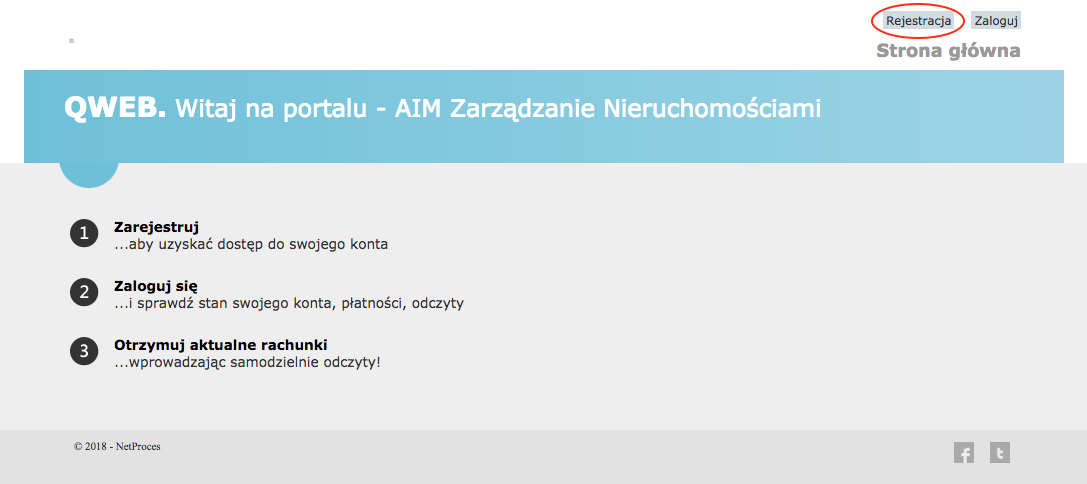 Rejestracja Zaloguj
Strona główna
QWEB. Witaj na portalu - AIM Zarządzanie Nieruchomościami
1 Zarejestruj
...aby uzyskać dostęp do swojego konta
2 Zaloguj się
...i sprawdź stan swojego konta, płatności, odczyty
3 Otrzymuj aktualne rachunki
...wprowadzając samodzielnie odczyty!
© 2018 - NetProces
f t